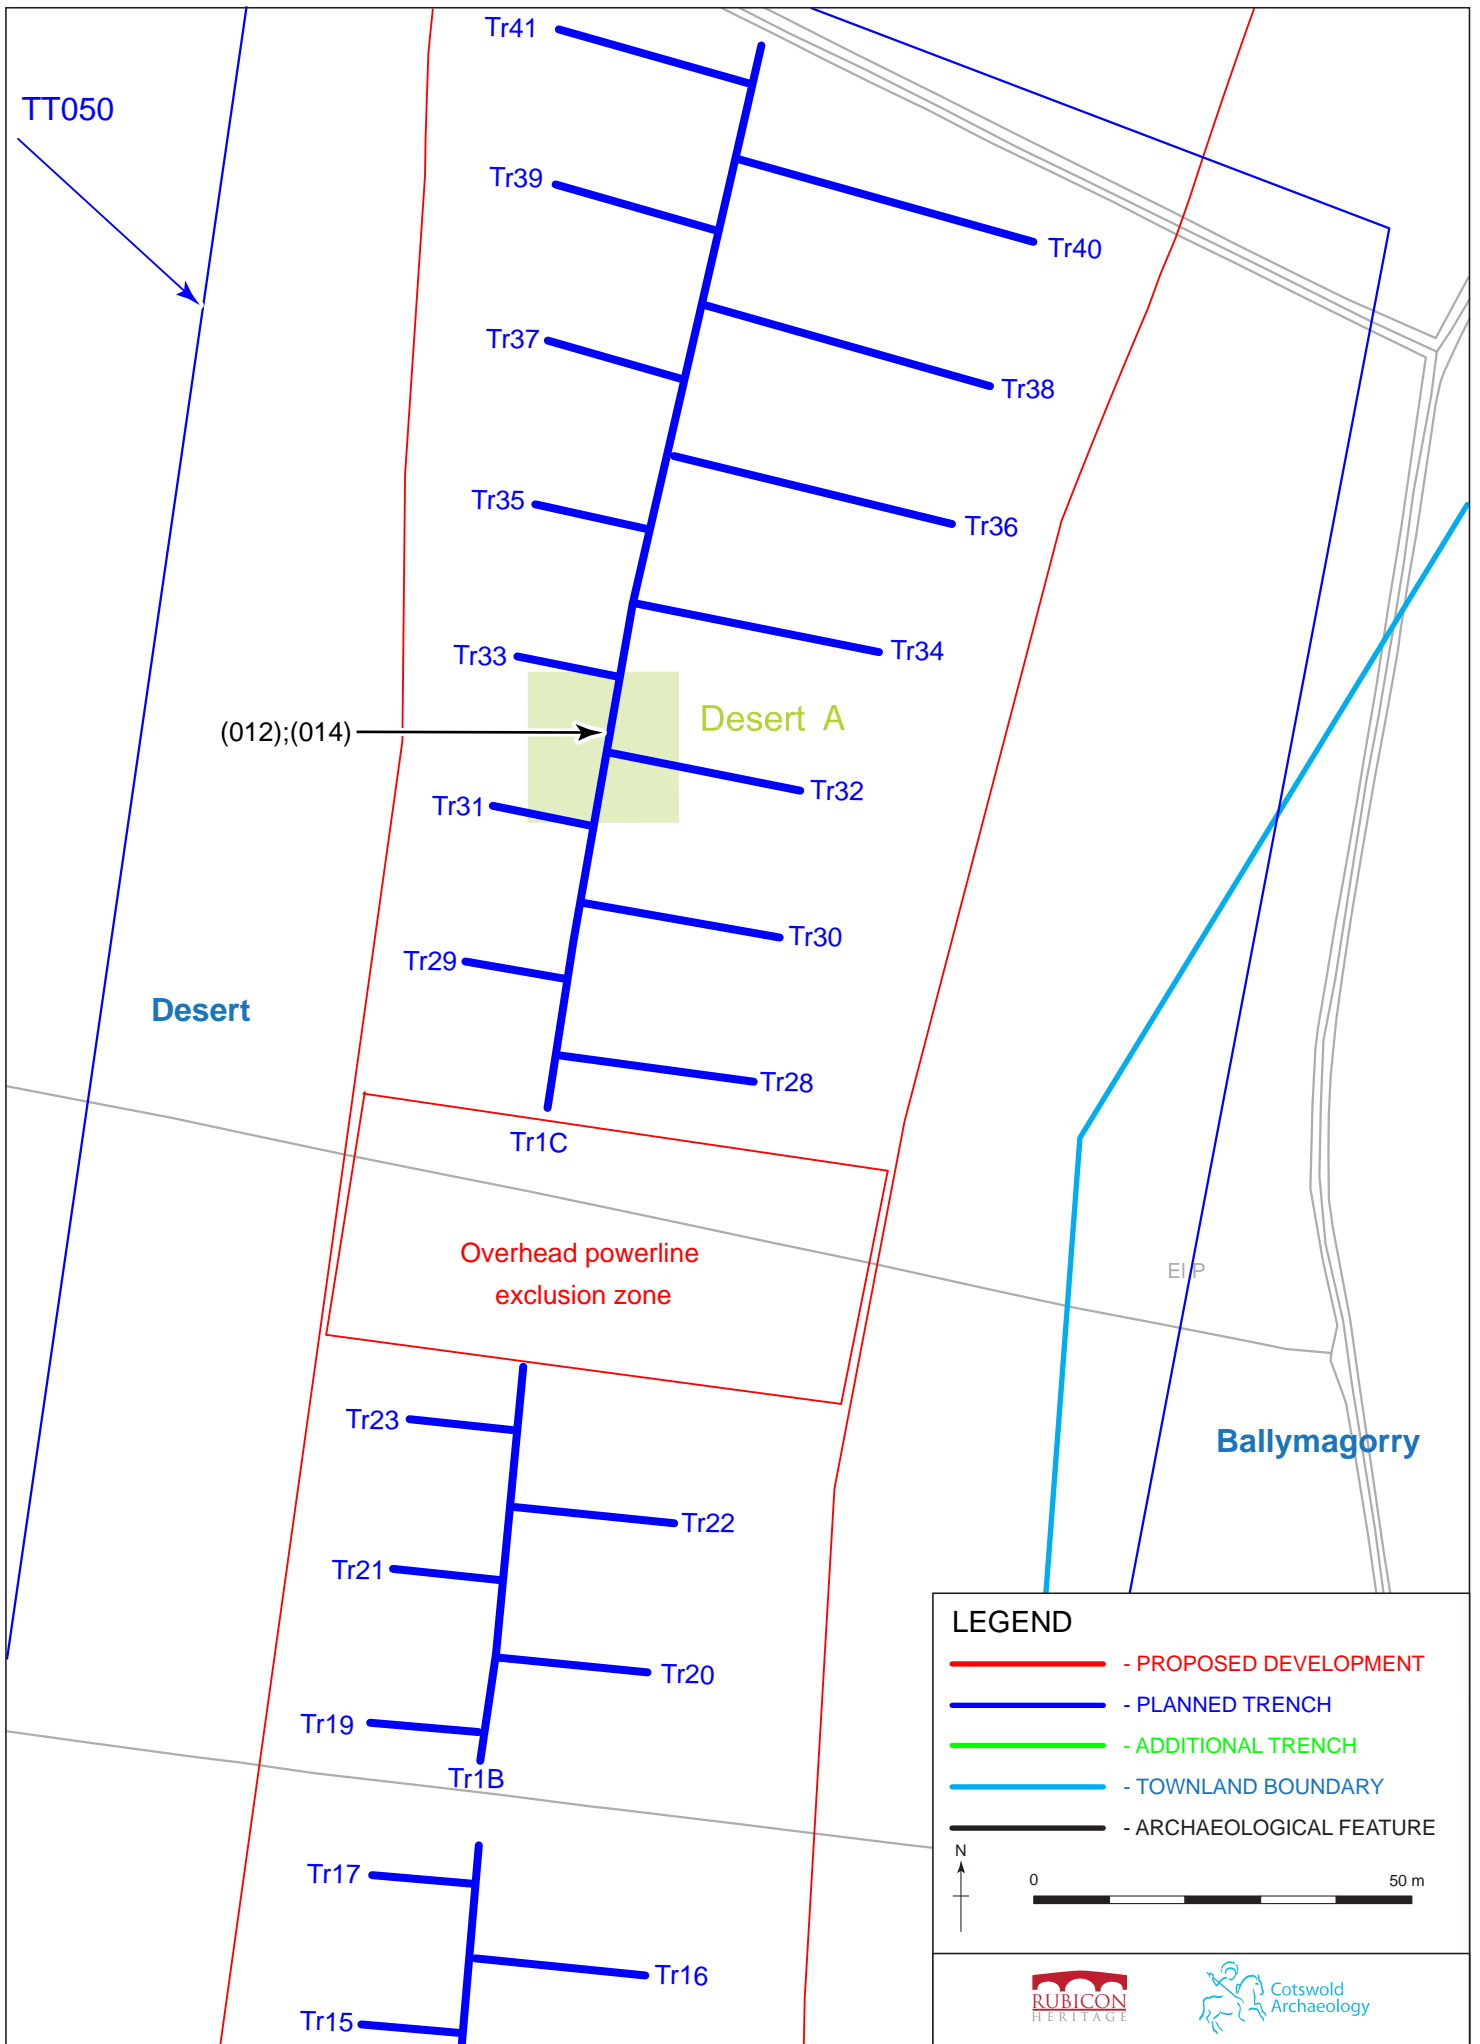 Tr41
TT050
Tr39
Tr40
Tr37
Tr38
Tr35
Tr36
Tr33
Tr34
Desert A
(012);(014)
Tr32
Tr31
Tr30
Tr29
Desert
Tr28
Tr1C
Overhead powerline
exclusion zone
El P
Tr23
Ballymagorry
Tr22
Tr21
Tr20
Tr19
Tr1B
Tr17
Tr16
Tr15
LEGEND
- PROPOSED DEVELOPMENT
- PLANNED TRENCH
- ADDITIONAL TRENCH
- TOWNLAND BOUNDARY
- ARCHAEOLOGICAL FEATURE
N
0 50 m
RUBICON
HERITAGE
Cotswold
Archaeology